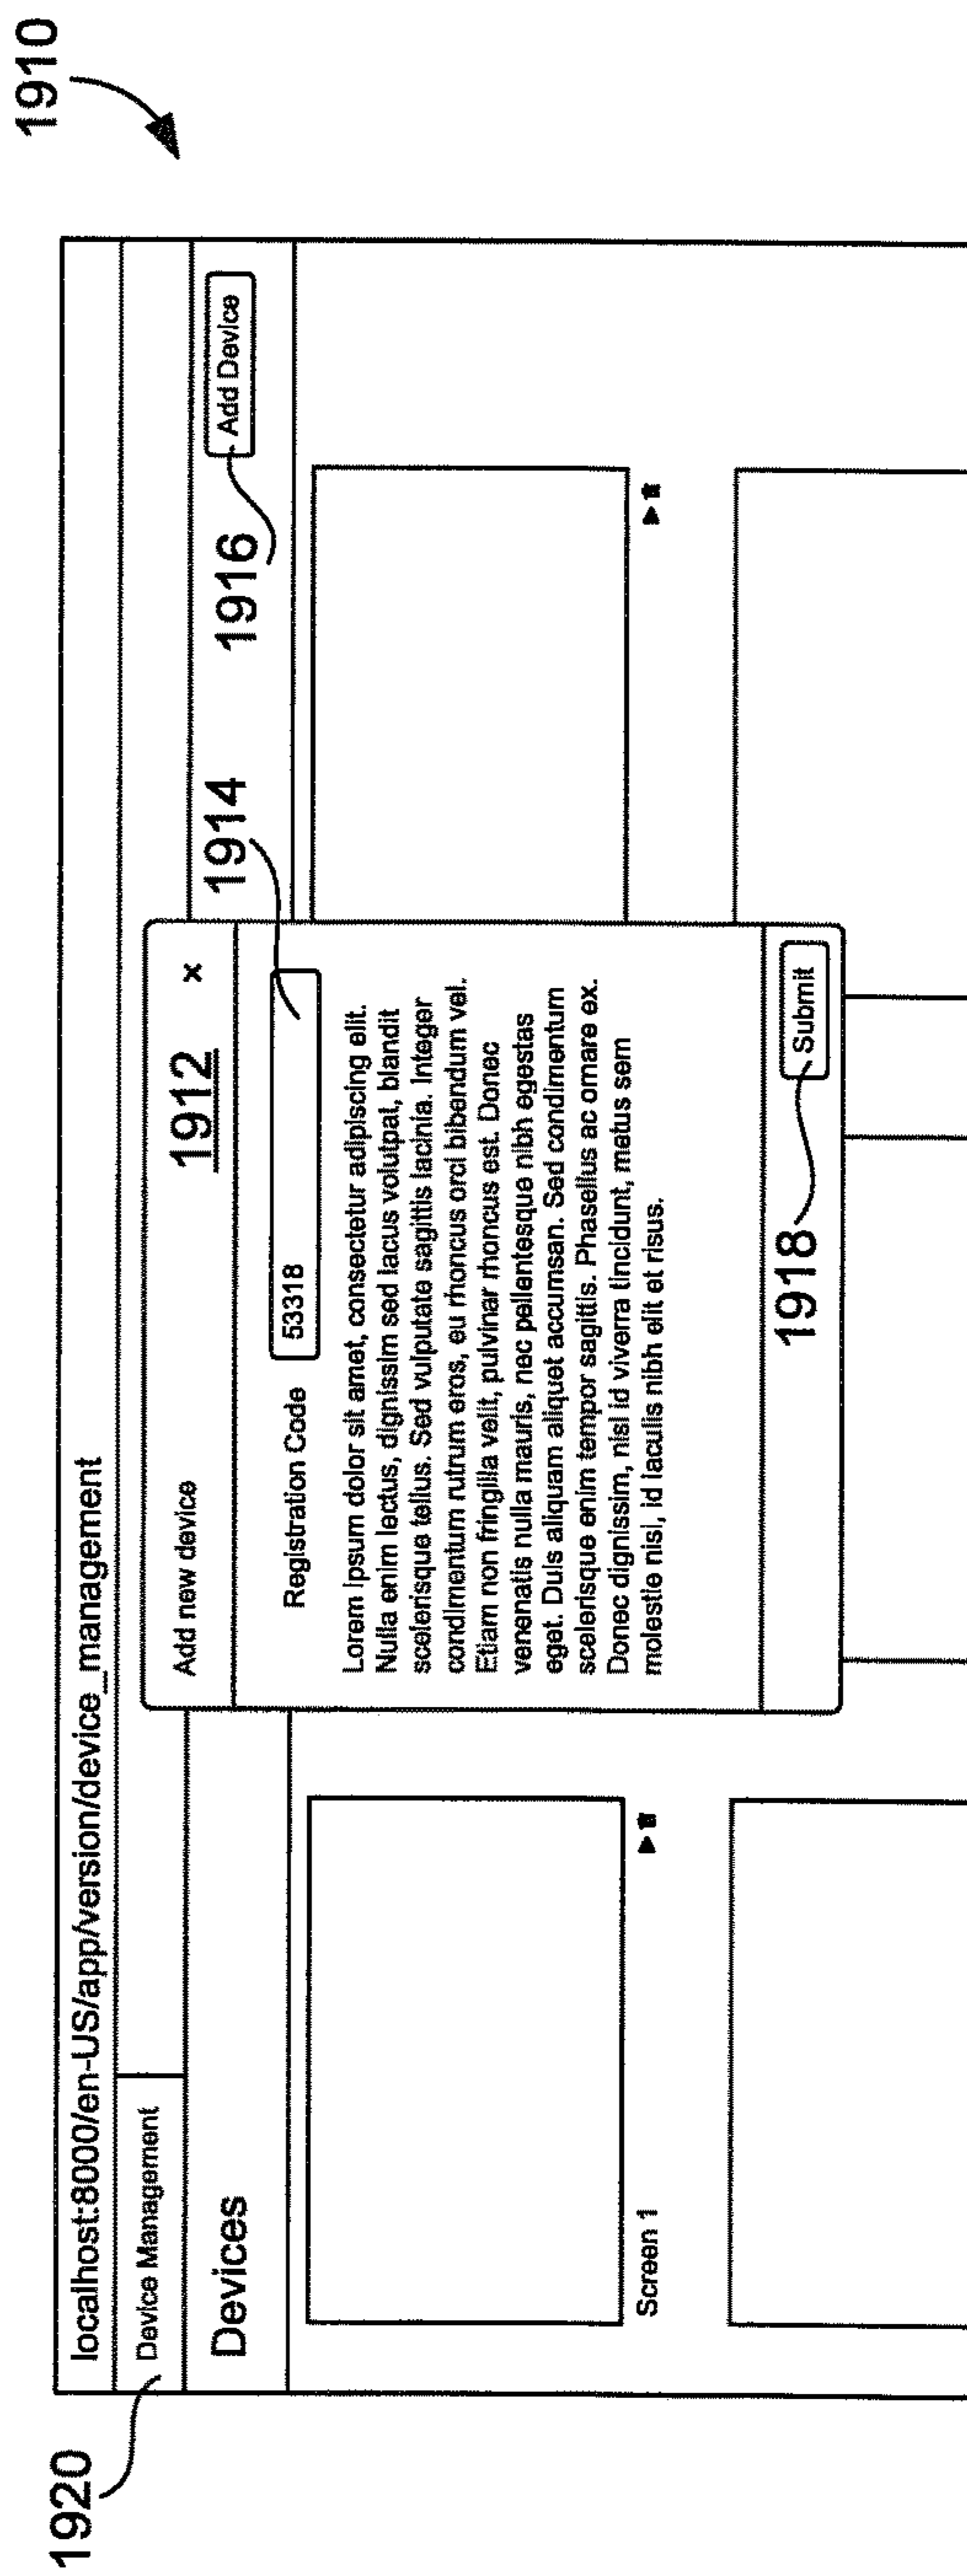 1910
localhost:8000/en-US/app/version/device_management
1920
Device Management
Devices
Add Device
1916
1914
Add new device
1912
x
Registration Code
53318
Lorem ipsum dolor sit amet, consectetur adipiscing elit.
Nulla enim lectus, dignissim sed lacus volutpat, blandit
scelerisque tellus. Sed vulputate sagittis lacinia. Integer
condimentum rutrum eros, eu rhoncus orci bibendum vel.
Etiam non fringilla velit, pulvinar rhoncus est. Donec
venenatis nulla mauris, nec pellentesque nibh egestas
eget. Duis aliquam aliquet accumsan. Sed condimentum
scelerisque enim tempor sagittis. Phasellus ac ornare ex.
Donec dignissim, nisl id viverra tincidunt, metus sem
molestie nisi, id iaculis nibh elit et risus.
1918
Submit
Screen 1